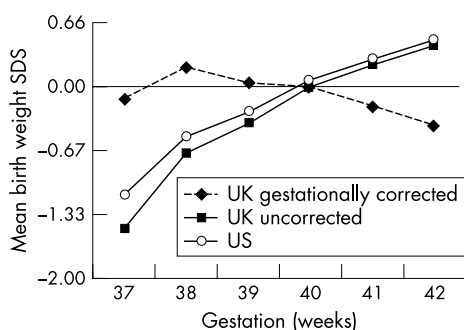 0.66
0.00
−0.67
−1.33
−2.00
Mean birth weight SDS
UK gestationally corrected
UK uncorrected
US
37 38 39 40 41 42
Gestation (weeks)